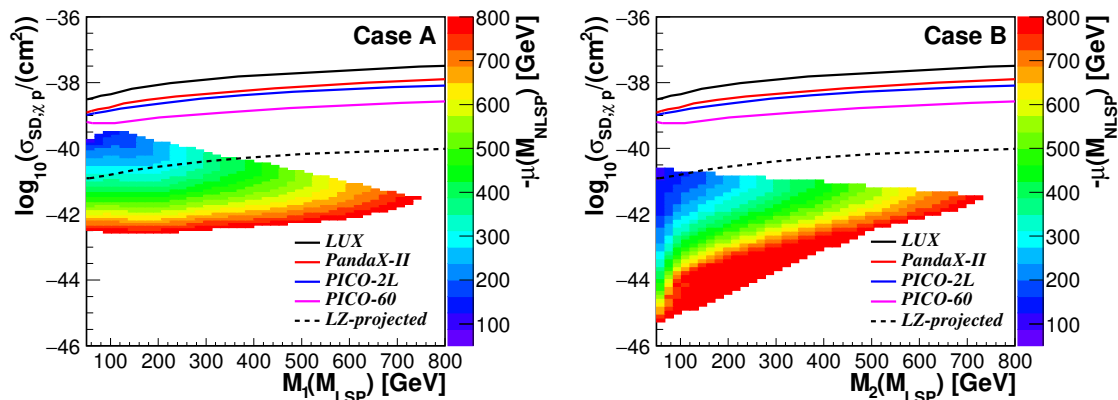 Case A
log10(σSD,χ p/(cm2))
−36
−38
−40
−42
−44
−46
100 200 300 400 500 600 700 800
M1(MLSP) [GeV]
LUX
PandaX-II
PICO-2L
PICO-60
LZ-projected
800
700
600
500
400
300
200
100
-μ(MNLSP) [GeV]
Case B
log10(σSD,χ p/(cm2))
−36
−38
−40
−42
−44
−46
100 200 300 400 500 600 700 800
M2(MLSP) [GeV]
LUX
PandaX-II
PICO-2L
PICO-60
LZ-projected
800
700
600
500
400
300
200
100
-μ(MNLSP) [GeV]